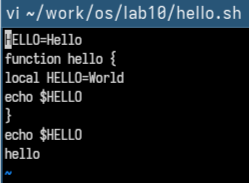 vi ~/work/os/lab10/hello.sh
HELLO=Hello
function hello {
local HELLO=World
echo $HELLO
}
echo $HELLO
hello
~